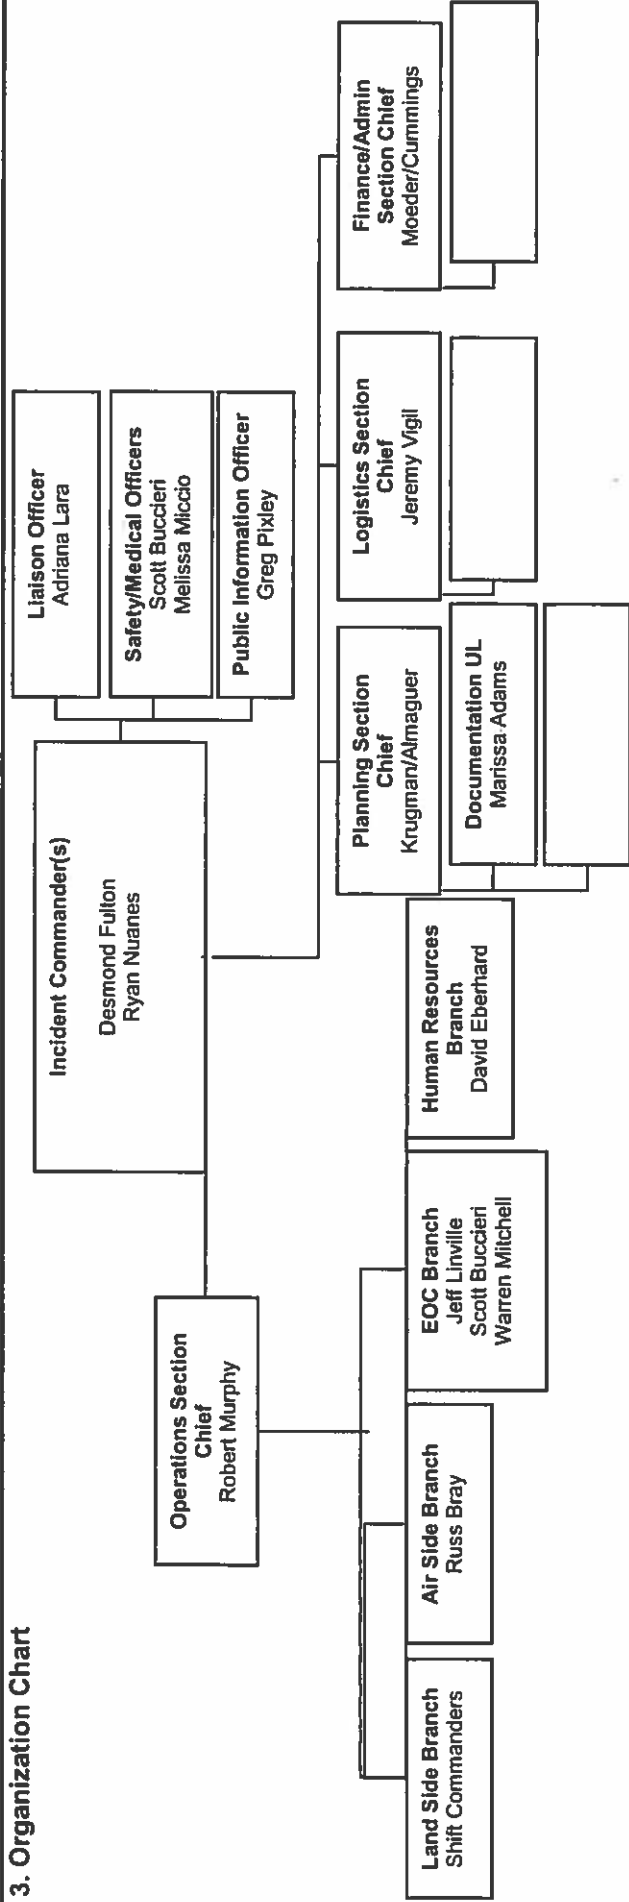 3. Organization Chart
Incident Commander(s)
Desmond Fulton
Ryan Nuanes
Liaison Officer
Adriana Lara
Safety/Medical Officers
Scott Buccieri
Melissa Miccio
Public Information Officer
Greg Pixley
Operations Section
Chief
Robert Murphy
Planning Section
Chief
Krugman/Almaguer
Logistics Section
Chief
Jeremy Vigil
Finance/Admin
Section Chief
Moeder/Cummings
Land Side Branch
Shift Commanders
Air Side Branch
Russ Bray
EOC Branch
Jeff Linville
Scott Buccieri
Warren Mitchell
Human Resources
Branch
David Eberhard
Documentation UL
Marissa Adams